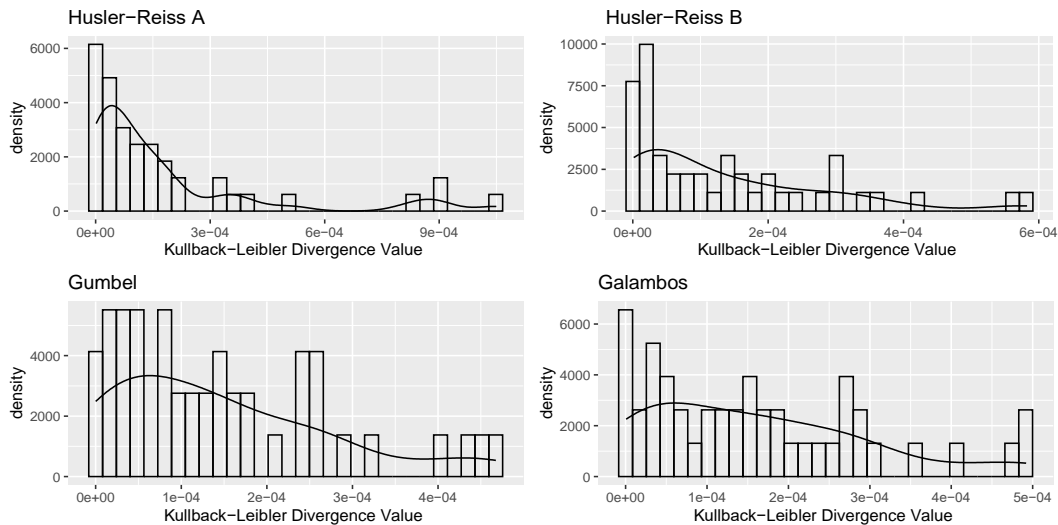 Husler−Reiss A
6000
4000
2000
0
density
0e+00 3e−04 6e−04 9e−04
Kullback−Leibler Divergence Value
Husler−Reiss B
10000
7500
5000
2500
0
density
0e+00 2e−04 4e−04 6e−04
Kullback−Leibler Divergence Value
Gumbel
4000
2000
0
density
0e+00 1e−04 2e−04 3e−04 4e−04
Kullback−Leibler Divergence Value
Galambos
6000
4000
2000
0
density
0e+00 1e−04 2e−04 3e−04 4e−04 5e−04
Kullback−Leibler Divergence Value